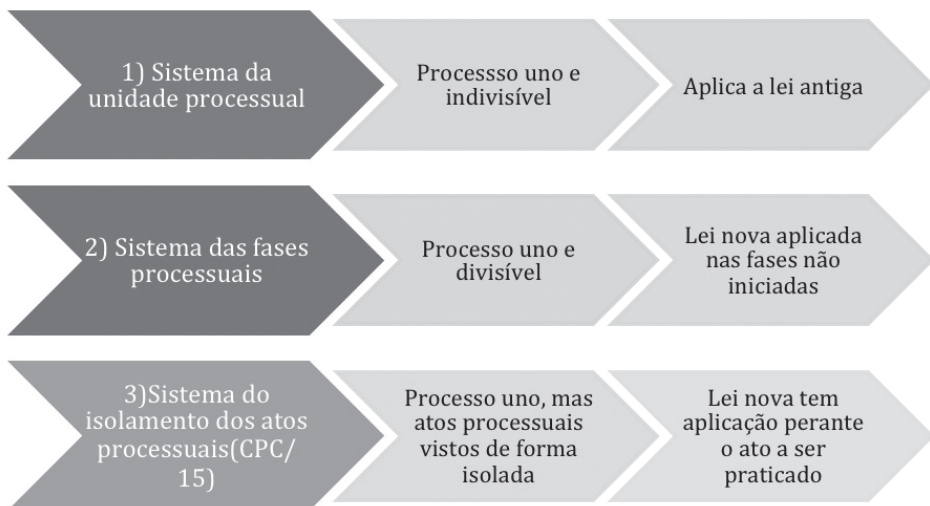 1) Sistema da
unidade processual
Processso uno e
indivisível
Aplica a lei antiga
2) Sistema das fases
processuais
Processo uno e
divisível
Lei nova aplicada
nas fases não
iniciadas
3)Sistema do
isolamento dos atos
processuais(CPC/
15)
Processo uno, mas
atos processuais
vistos de forma
isolada
Lei nova tem
aplicação perante
o ato a ser
praticado